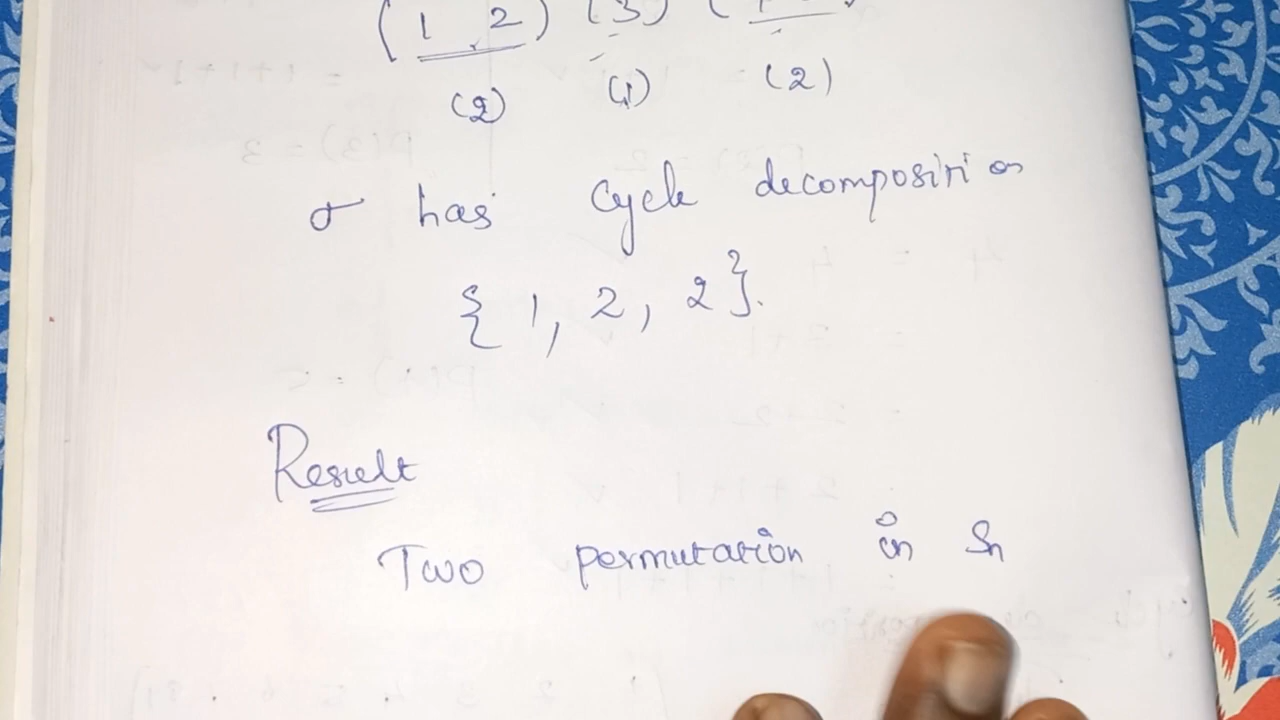 (1 2) (3) (
(2) (1) (2)
σ has cycle decomposition
{ 1, 2, 2}.
Result
Two permutation in Sn